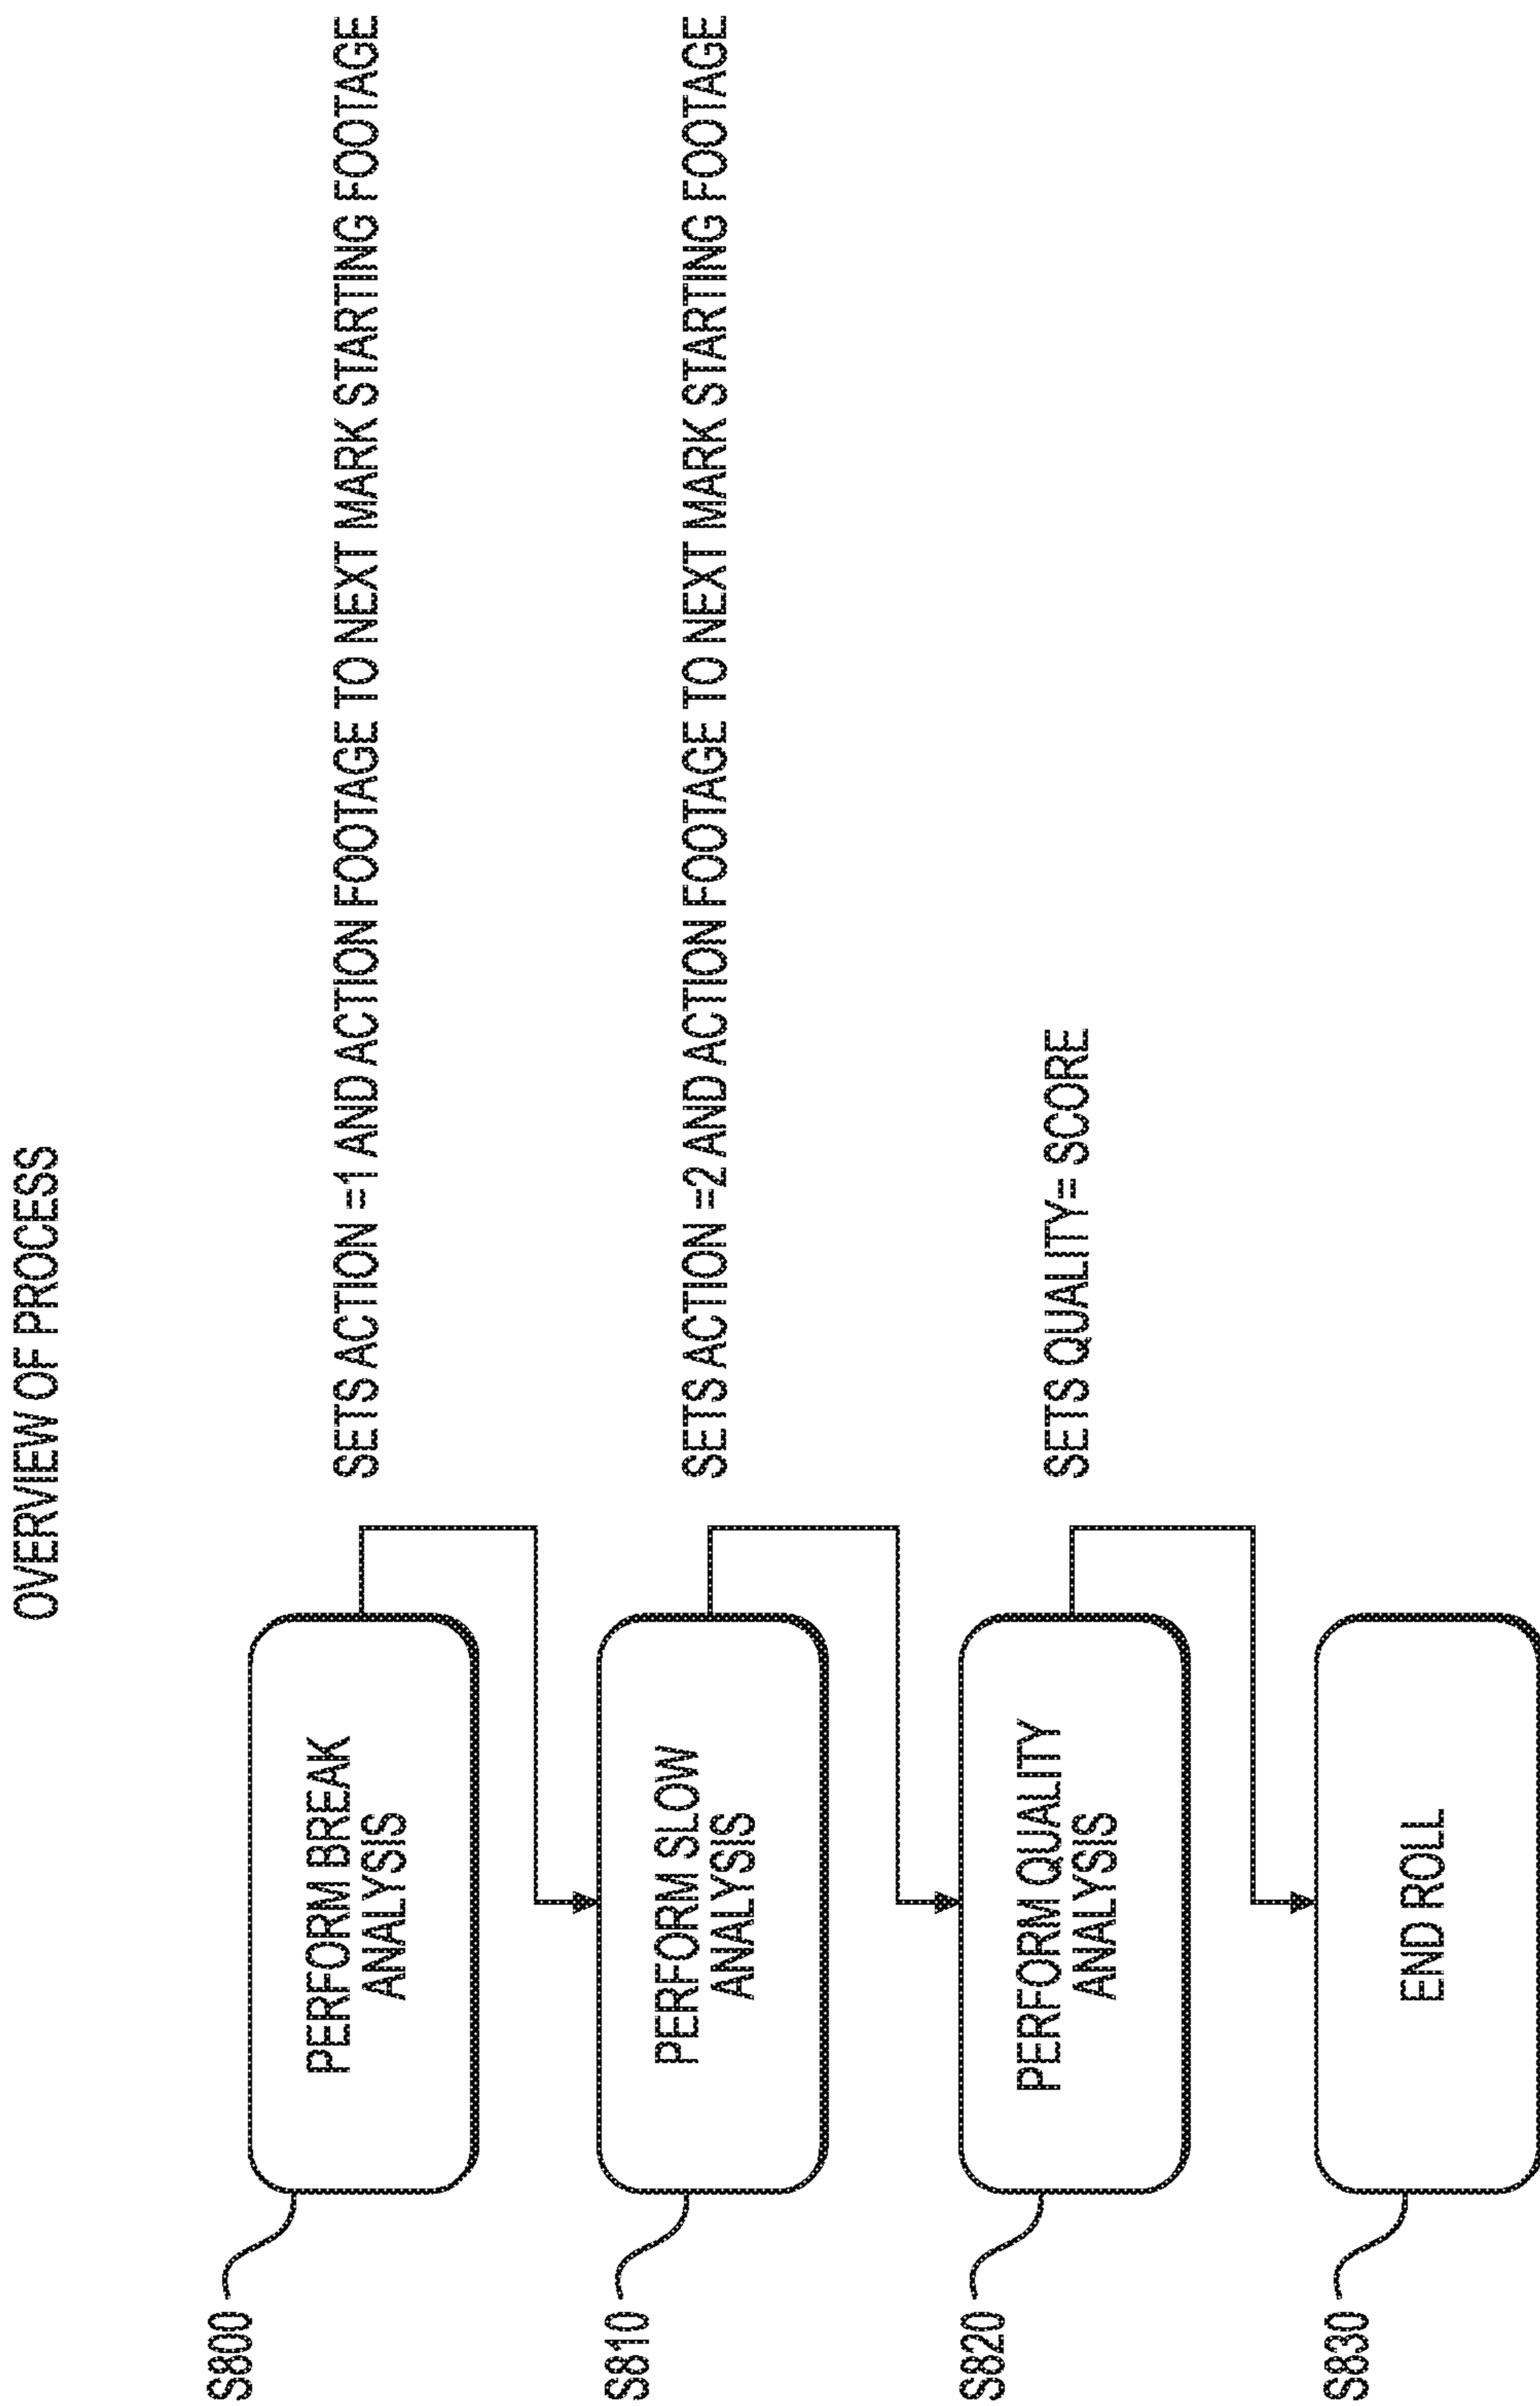 OVERVIEW OF PROCESS
S800
PERFORM BREAK
ANALYSIS
SETS ACTION =1 AND ACTION FOOTAGE TO NEXT MARK STARTING FOOTAGE
S810
PERFORM SLOW
ANALYSIS
SETS ACTION =2 AND ACTION FOOTAGE TO NEXT MARK STARTING FOOTAGE
S820
PERFORM QUALITY
ANALYSIS
SETS QUALITY= SCORE
S830
END ROLL